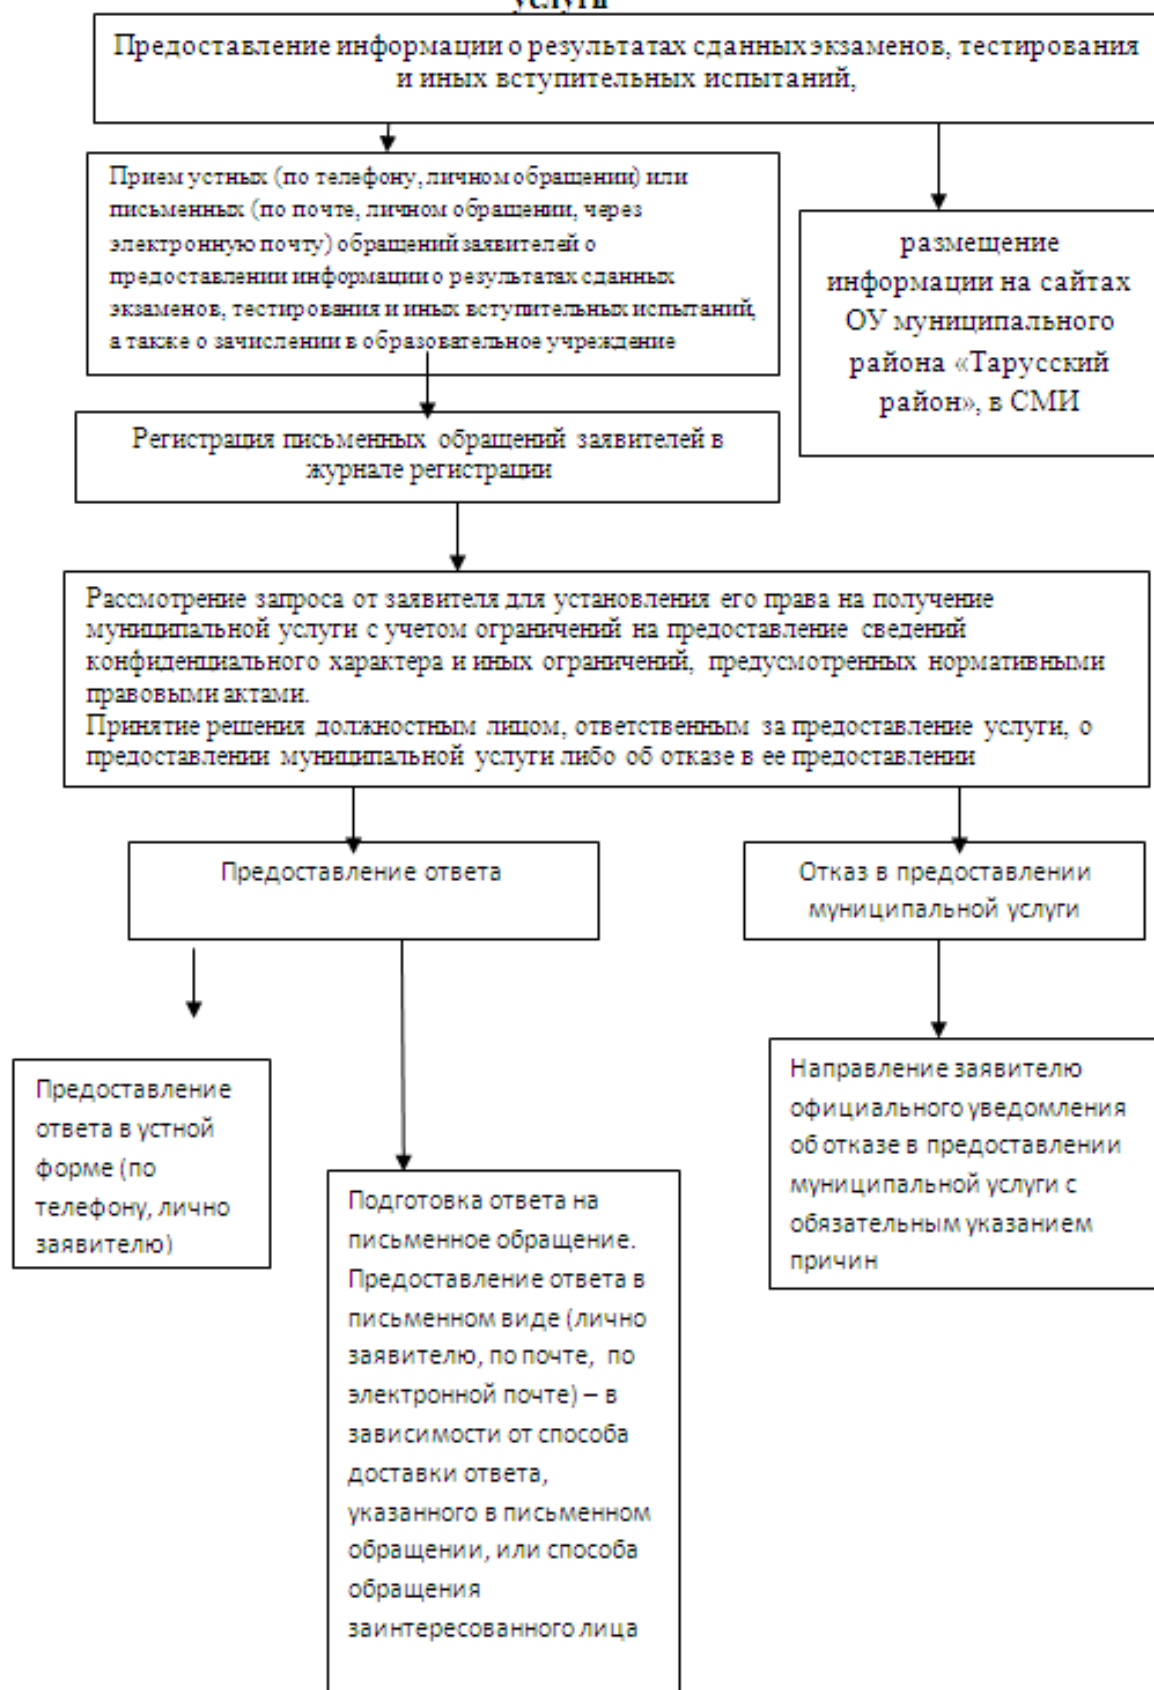 услуги
Предоставление информации о результатах сданных экзаменов, тестирования
и иных вступительных испытаний,
Прием устных (по телефону, личном обращении) или
письменных (по почте, личном обращении, через
электронную почту) обращений заявителей о
предоставлении информации о результатах сданных
экзаменов, тестирования и иных вступительных испытаний,
а также о зачислении в образовательное учреждение
размещение
информации на сайтах
ОУ муниципального
района «Тарусский
район», в СМИ
Регистрация письменных обращений заявителей в
журнале регистрации
Рассмотрение запроса от заявителя для установления его права на получение
муниципальной услуги с учетом ограничений на предоставление сведений
конфиденциального характера и иных ограничений, предусмотренных нормативными
правовыми актами.
Принятие решения должностным лицом, ответственным за предоставление услуги, о
предоставлении муниципальной услуги либо об отказе в ее предоставлении
Предоставление ответа
Отказ в предоставлении
муниципальной услуги
Предоставление
ответа в устной
форме (по
телефону, лично
заявителю)
Подготовка ответа на
письменное обращение.
Предоставление ответа в
письменном виде (лично
заявителю, по почте, по
электронной почте) – в
зависимости от способа
доставки ответа,
указанного в письменном
обращении, или способа
обращения
заинтересованного лица
Направление заявителю
официального уведомления
об отказе в предоставлении
муниципальной услуги с
обязательным указанием
причин